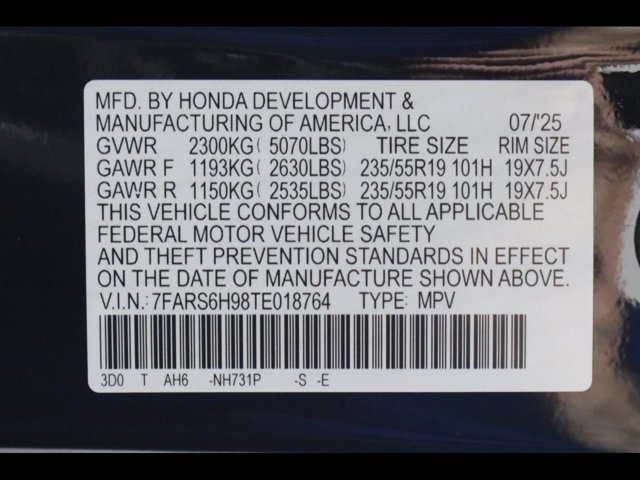 MFD. BY HONDA DEVELOPMENT &
MANUFACTURING OF AMERICA, LLC 07/'25
GVWR 2300KG( 5070LBS) TIRE SIZE RIM SIZE
GAWR F 1193KG( 2630LBS) 235/55R19 101H 19X7.5J
GAWR R 1150KG( 2535LBS) 235/55R19 101H 19X7.5J
THIS VEHICLE CONFORMS TO ALL APPLICABLE
FEDERAL MOTOR VEHICLE SAFETY
AND THEFT PREVENTION STANDARDS IN EFFECT
ON THE DATE OF MANUFACTURE SHOWN ABOVE.
V.I.N.: 7FARS6H98TE018764 TYPE: MPV
3D0 T AH6 -NH731P -S -E